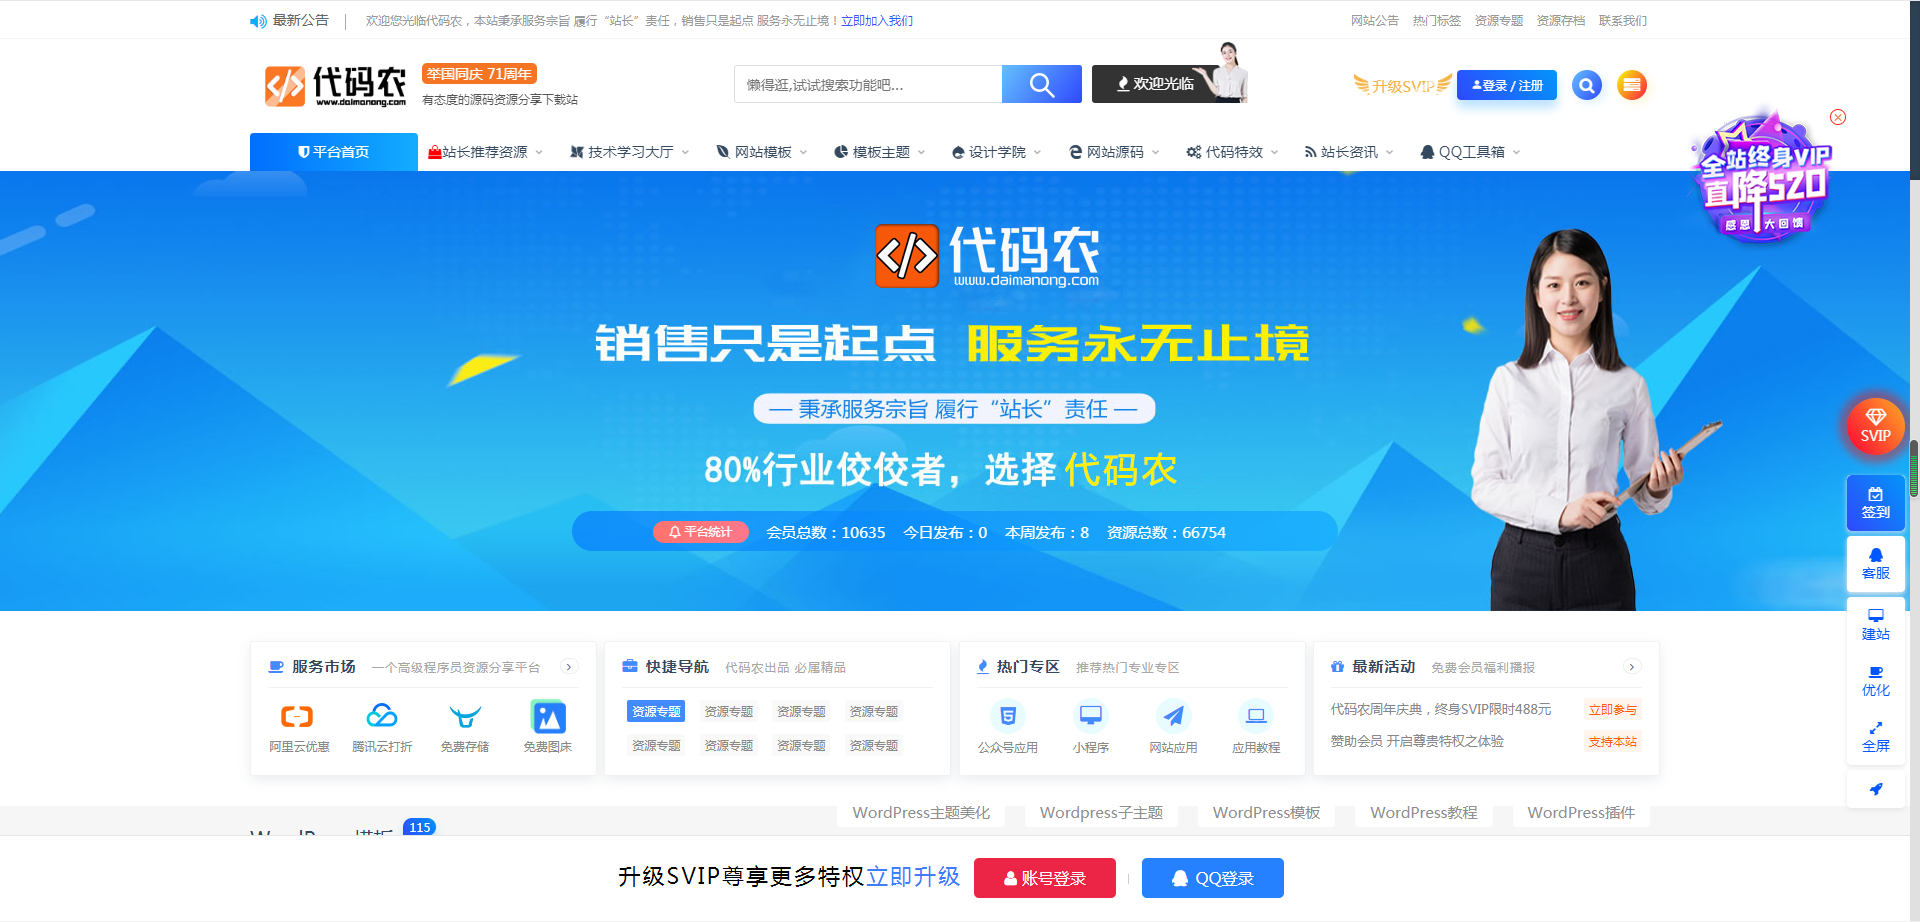 最新公告
欢迎您光临代码农，本站秉承服务宗旨 履行“站长”责任，销售只是起点 服务永无止境！立即加入我们
网站公告 热门标签 资源专题 资源存档 联系我们
代码农
www.daimanong.com
举国同庆 71周年
有态度的源码资源分享下载站
懒得逛,试试搜索功能吧...
欢迎光临
升级SVIP
登录 / 注册
平台首页
站长推荐资源
技术学习大厅
网站模板
模板主题
设计学院
网站源码
代码特效
站长资讯
QQ工具箱
全站终身VIP
直降520
感恩大回馈
代码农
www.daimanong.com
销售只是起点 服务永无止境
— 秉承服务宗旨 履行“站长”责任 —
80%行业佼佼者，选择 代码农
平台统计 会员总数：10635 今日发布：0 本周发布：8 资源总数：66754
SVIP
签到
客服
建站
优化
全屏
服务市场 一个高级程序员资源分享平台
阿里云优惠 腾讯云打折 免费存储 免费图床
快捷导航 代码农出品 必属精品
资源专题 资源专题 资源专题 资源专题
资源专题 资源专题 资源专题 资源专题
热门专区 推荐热门专业专区
公众号应用 小程序 网站应用 应用教程
最新活动 免费会员福利播报
代码农周年庆典，终身SVIP限时488元 立即参与
赞助会员 开启尊贵特权之体验 支持本站
WordPress模板 115
WordPress主题美化 Wordpress子主题 WordPress模板 WordPress教程 WordPress插件
升级SVIP尊享更多特权立即升级
账号登录
QQ登录